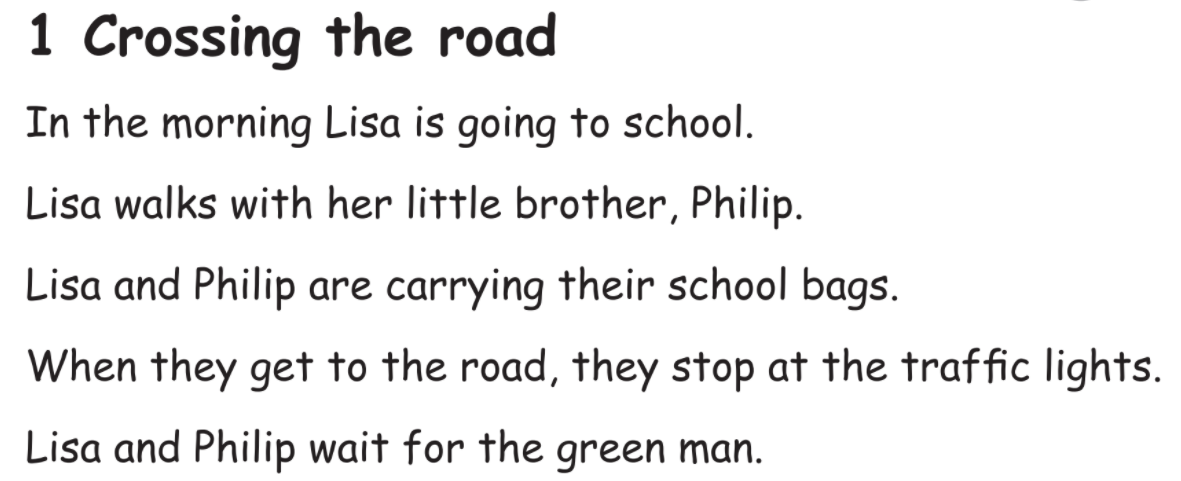 1 Crossing the road
In the morning Lisa is going to school.
Lisa walks with her little brother, Philip.
Lisa and Philip are carrying their school bags.
When they get to the road, they stop at the traffic lights.
Lisa and Philip wait for the green man.